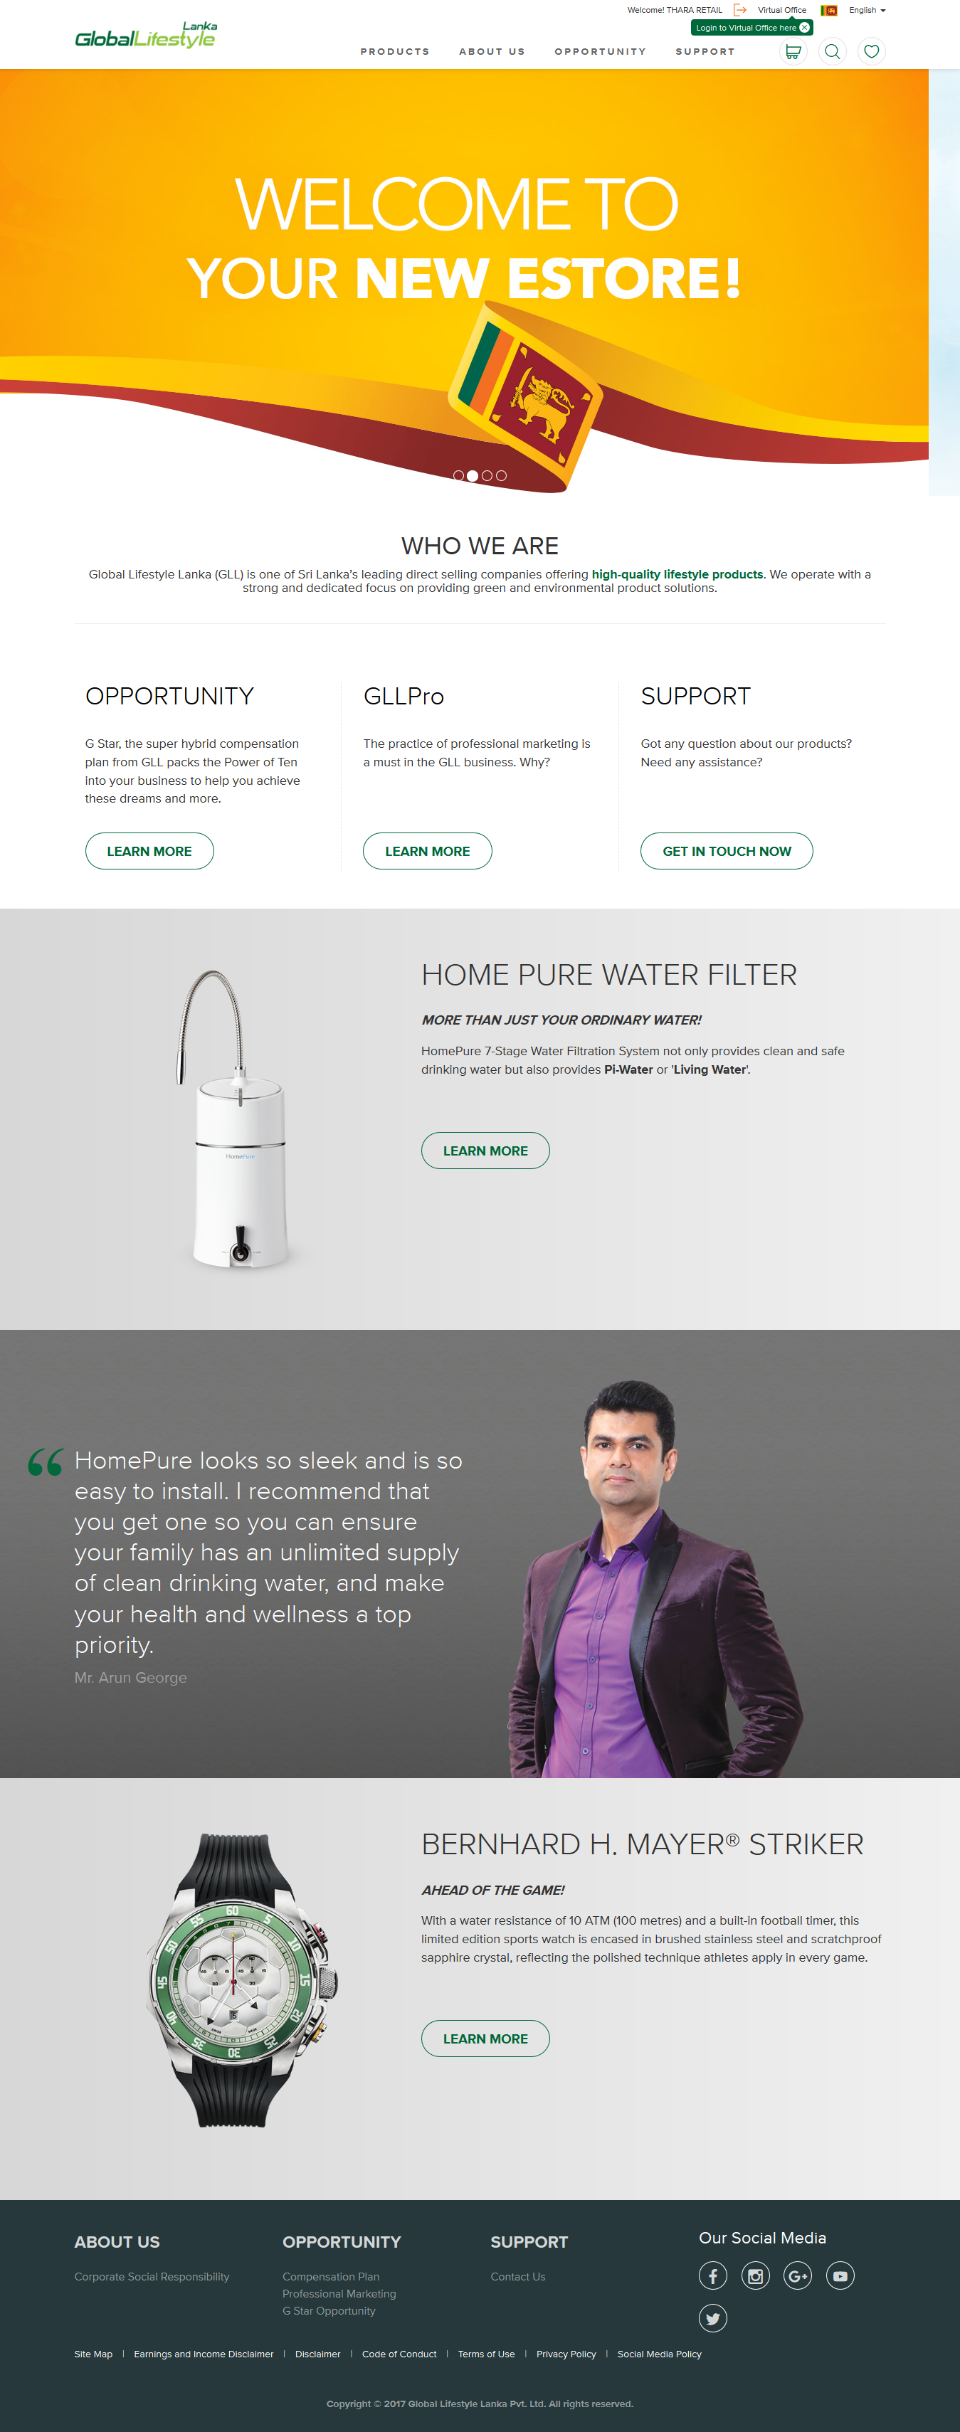 Welcome! THARA RETAIL Virtual Office English
Login to Virtual Office here
Lanka
GlobalLifestyle
PRODUCTS ABOUT US OPPORTUNITY SUPPORT
WELCOME TO
YOUR NEW ESTORE!
WHO WE ARE
Global Lifestyle Lanka (GLL) is one of Sri Lanka's leading direct selling companies offering high-quality lifestyle products. We operate with a
strong and dedicated focus on providing green and environmental product solutions.
OPPORTUNITY
G Star, the super hybrid compensation
plan from GLL packs the Power of Ten
into your business to help you achieve
these dreams and more.
LEARN MORE
GLLPro
The practice of professional marketing is
a must in the GLL business. Why?
LEARN MORE
SUPPORT
Got any question about our products?
Need any assistance?
GET IN TOUCH NOW
HOME PURE WATER FILTER
MORE THAN JUST YOUR ORDINARY WATER!
HomePure 7-Stage Water Filtration System not only provides clean and safe
drinking water but also provides Pi-Water or 'Living Water'.
LEARN MORE
HomePure
HomePure looks so sleek and is so
easy to install. I recommend that
you get one so you can ensure
your family has an unlimited supply
of clean drinking water, and make
your health and wellness a top
priority.
Mr. Arun George
BERNHARD H. MAYER® STRIKER
AHEAD OF THE GAME!
With a water resistance of 10 ATM (100 metres) and a built-in football timer, this
limited edition sports watch is encased in brushed stainless steel and scratchproof
sapphire crystal, reflecting the polished technique athletes apply in every game.
LEARN MORE
60 5 10 15 20 25 30 35 40 45 50 55
ABOUT US
Corporate Social Responsibility
OPPORTUNITY
Compensation Plan
Professional Marketing
G Star Opportunity
SUPPORT
Contact Us
Our Social Media
Site Map | Earnings and Income Disclaimer | Disclaimer | Code of Conduct | Terms of Use | Privacy Policy | Social Media Policy
Copyright © 2017 Global Lifestyle Lanka Pvt. Ltd. All rights reserved.